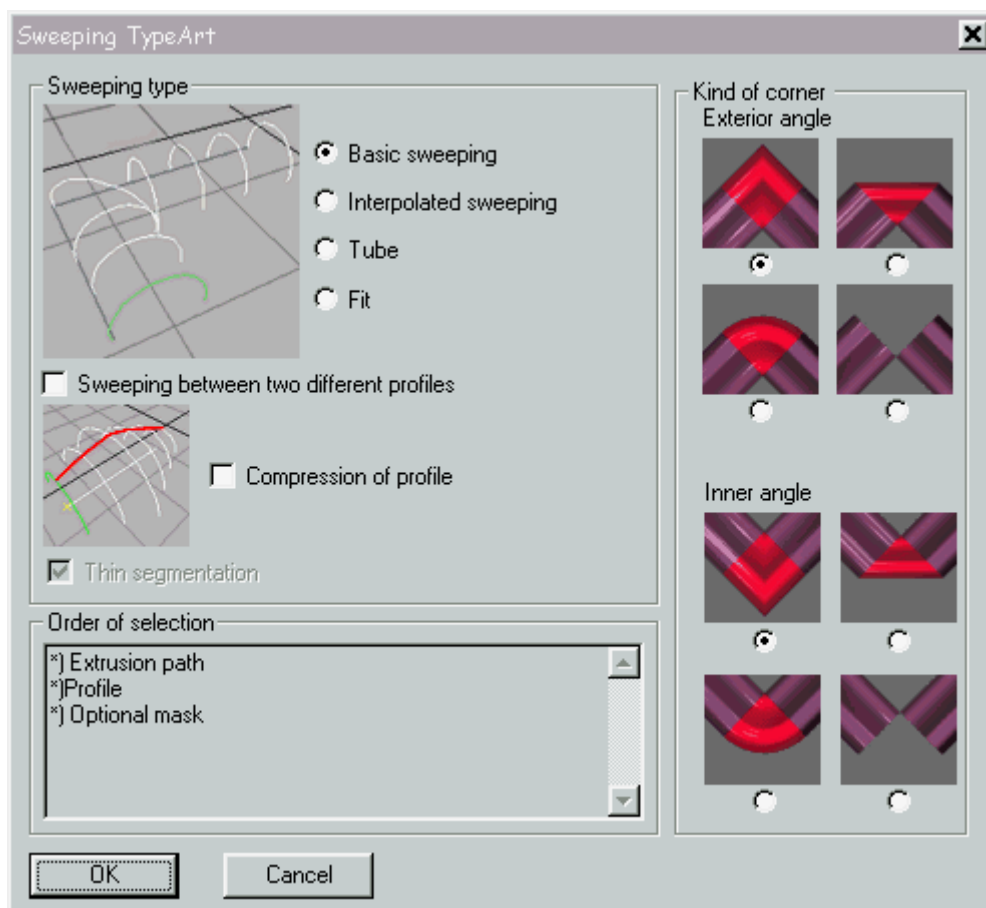 Sweeping TypeArt
Sweeping type
Basic sweeping
Interpolated sweeping
Tube
Fit
Sweeping between two different profiles
Compression of profile
Thin segmentation
Order of selection
*) Extrusion path
*)Profile
*) Optional mask
Kind of corner
Exterior angle
Inner angle
OK
Cancel